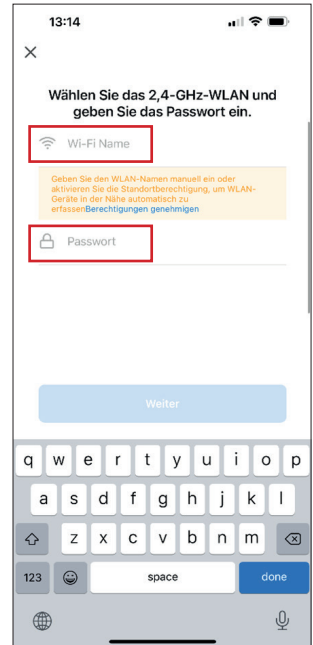 13:14
Wählen Sie das 2,4-GHz-WLAN und
geben Sie das Passwort ein.
Wi-Fi Name
Geben Sie den WLAN-Namen manuell ein oder
aktivieren Sie die Standortberechtigung, um WLAN-
Geräte in der Nähe automatisch zu
erfassenBerechtigungen genehmigen
Passwort
Weiter
q w e r t y u i o p
a s d f g h j k l
z x c v b n m
123 space done